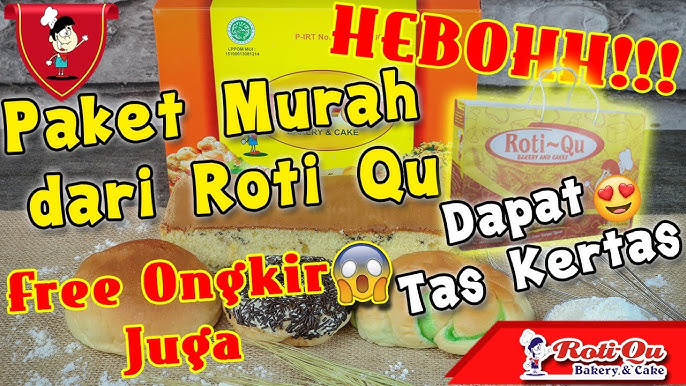 HEBOHH!!!
LPPOM MUI
P-IRT No.
Paket Murah
dari Roti Qu
BAKERY & CAKE
Roti~Qu
BAKERY AND CAKES
Dapat
Tas Kertas
Free Ongkir
Juga
Roti Qu
Bakery & Cake